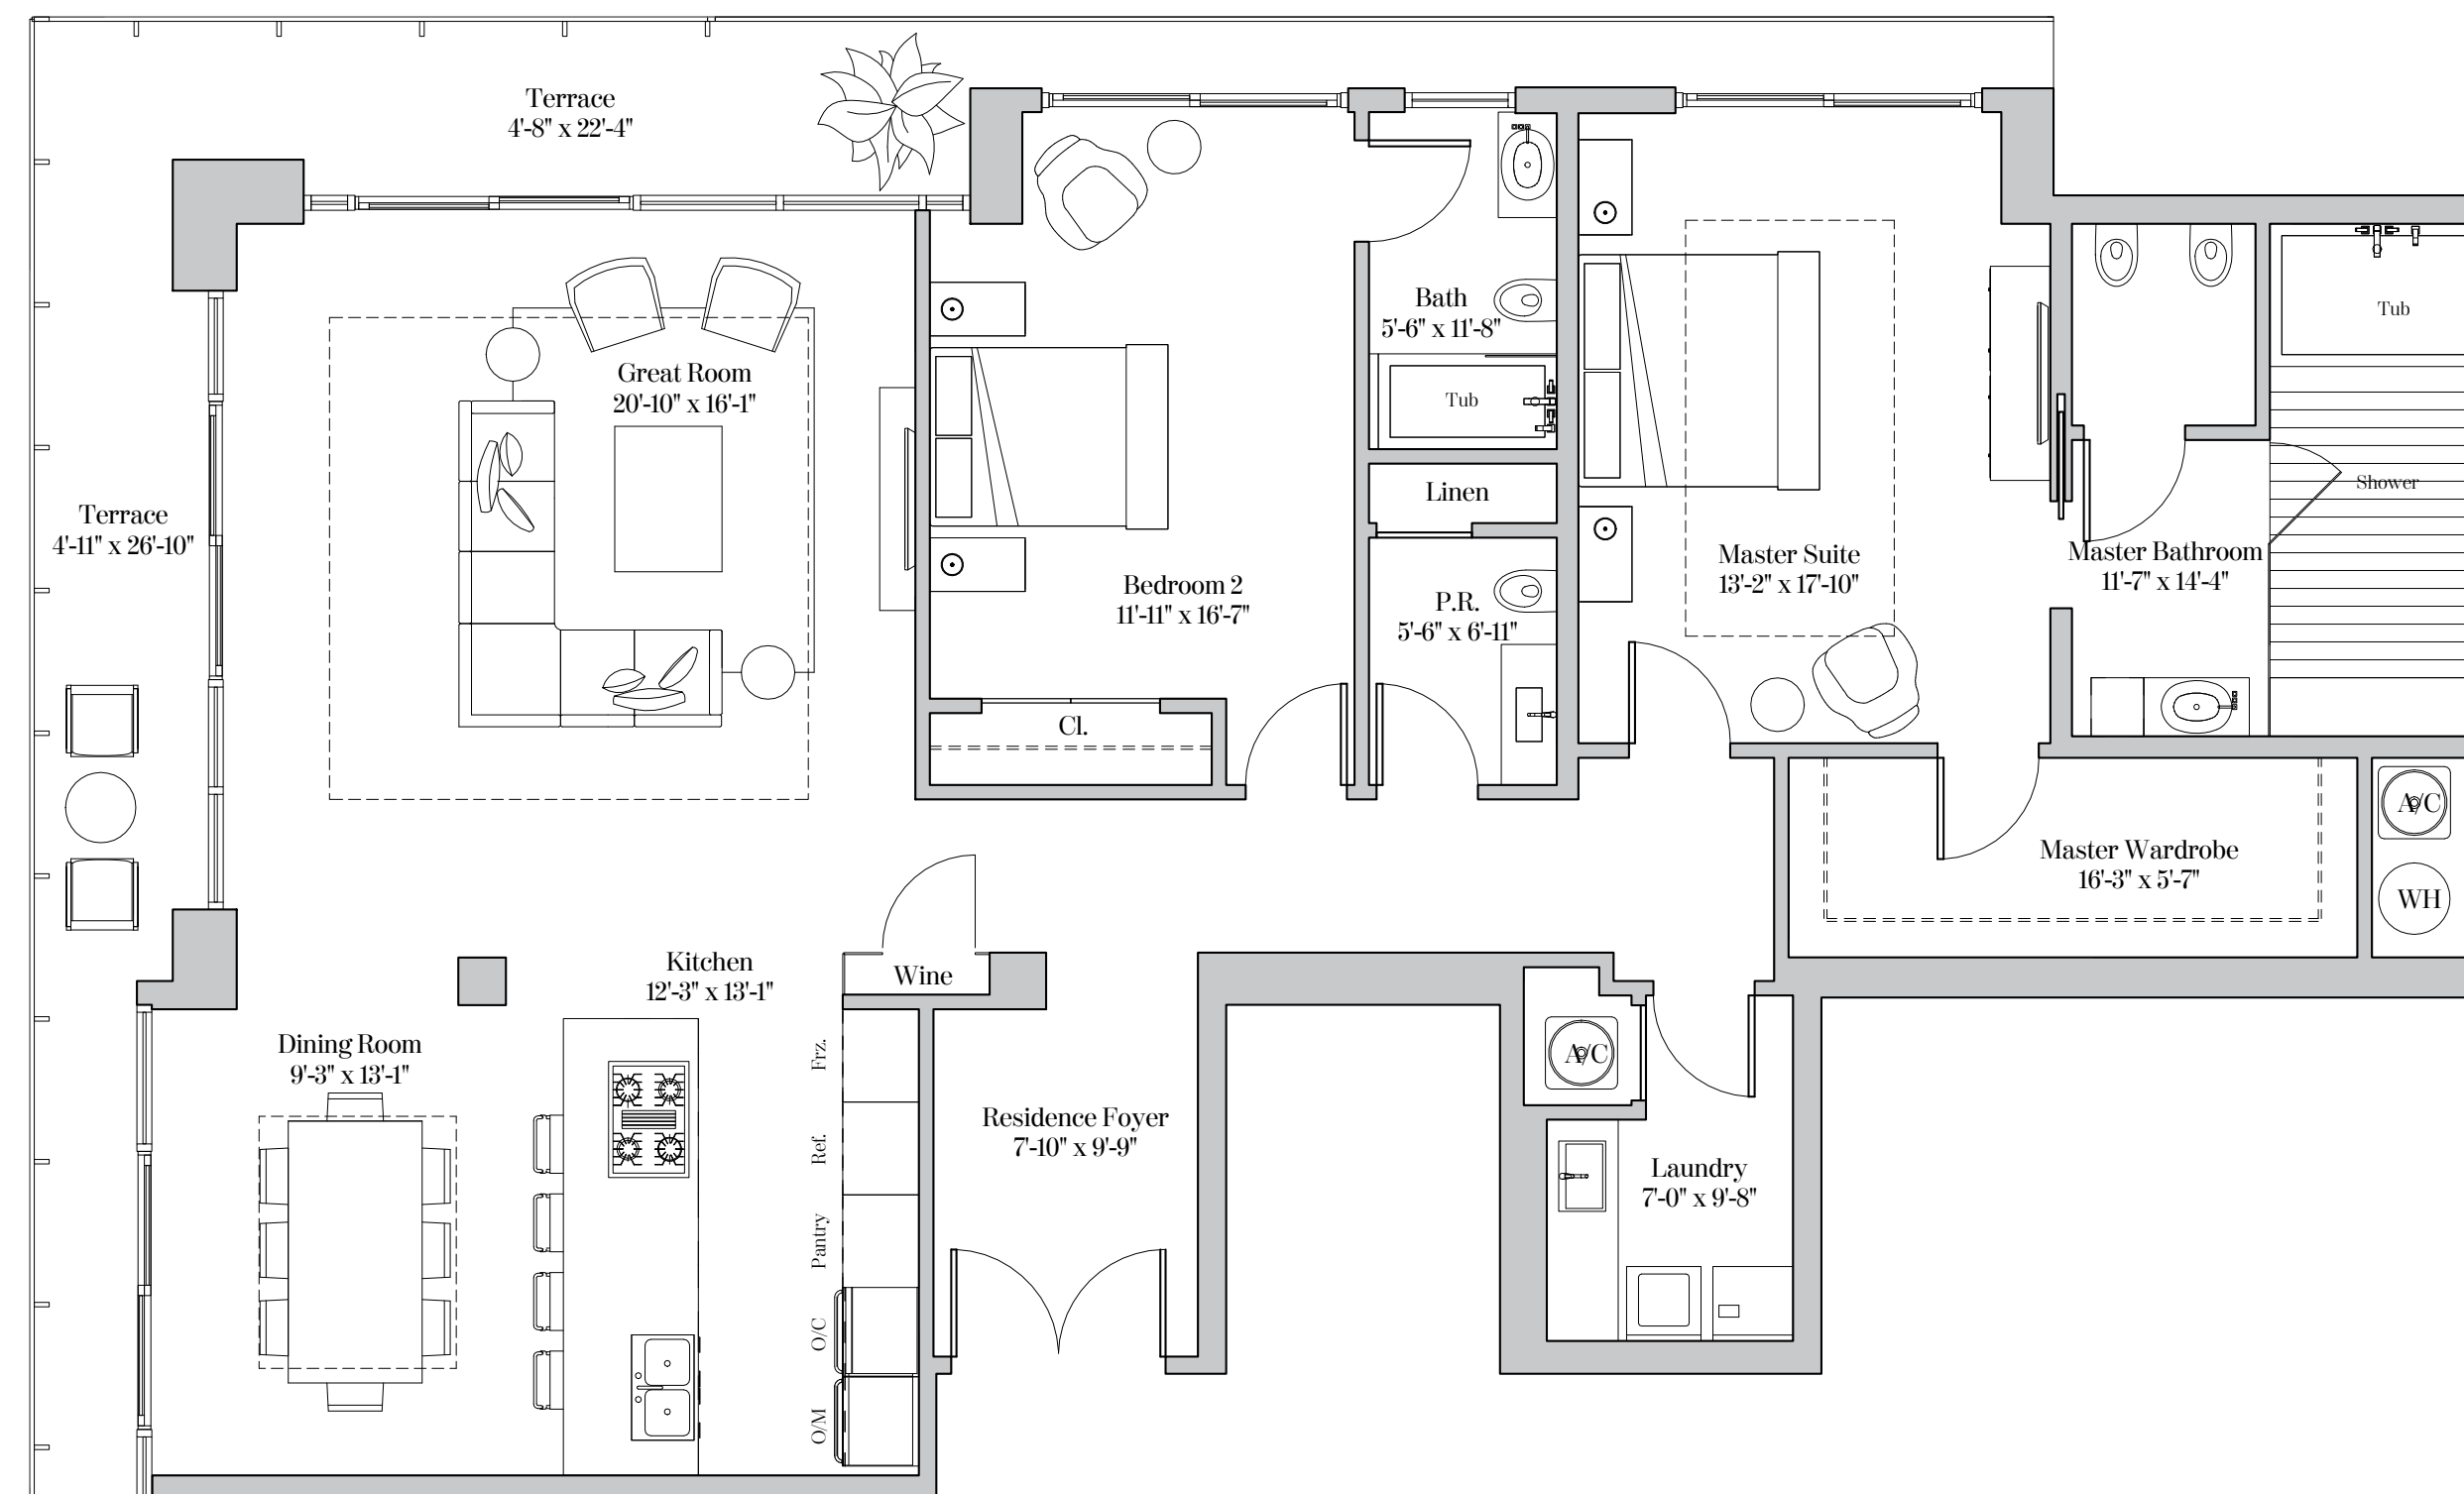 Terrace
4'-8" x 22'-4"
Bath
5'-6" x 11'-8"
Tub
Great Room
20'-10" x 16'-1"
Tub
Linen
Shower
Terrace
4'-11" x 26'-10"
Master Suite
13'-2" x 17'-10"
Master Bathroom
11'-7" x 14'-4"
Bedroom 2
11'-11" x 16'-7"
P.R.
5'-6" x 6'-11"
Cl.
A/C
Master Wardrobe
16'-3" x 5'-7"
WH
Kitchen
12'-3" x 13'-1"
Wine
Dining Room
9'-3" x 13'-1"
Frz.
A/C
Residence Foyer
7'-10" x 9'-9"
Ref.
Laundry
7'-0" x 9'-8"
Pantry
O/C
O/M